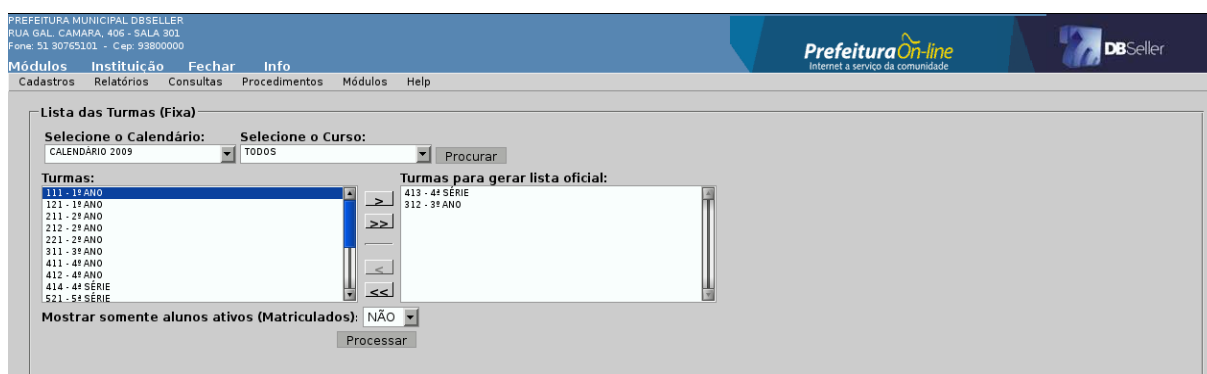 PREFEITURA MUNICIPAL DBSELLER
RUA GAL. CAMARA, 406 - SALA 301
Fone: 51 30765101 - Cep: 93800000
Módulos Instituição Fechar Info
Prefeitura On-line
Internet a serviço da comunidade
DBSeller
Cadastros Relatórios Consultas Procedimentos Módulos Help
Lista das Turmas (Fixa)
Selecione o Calendário: Selecione o Curso:
CALENDÁRIO 2009 TODOS Procurar
Turmas: Turmas para gerar lista oficial:
111 - 1º ANO
121 - 1º ANO
211 - 2º ANO
212 - 2º ANO
221 - 2º ANO
311 - 3º ANO
411 - 4º ANO
412 - 4º ANO
414 - 4ª SÉRIE
521 - 5ª SÉRIE
>
>>
<
<<
413 - 4ª SÉRIE
312 - 3º ANO
Mostrar somente alunos ativos (Matriculados): NÃO
Processar